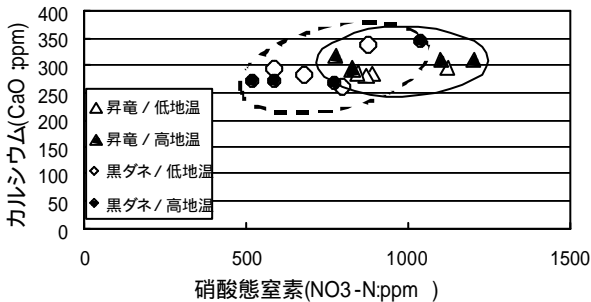 400
350
300
250
200
150
100
50
0
カルシウム(CaO:ppm)
△ 昇竜 / 低地温
▲ 昇竜 / 高地温
◇ 黒ダネ / 低地温
◆ 黒ダネ / 高地温
0 500 1000 1500
硝酸態窒素(NO3-N:ppm )